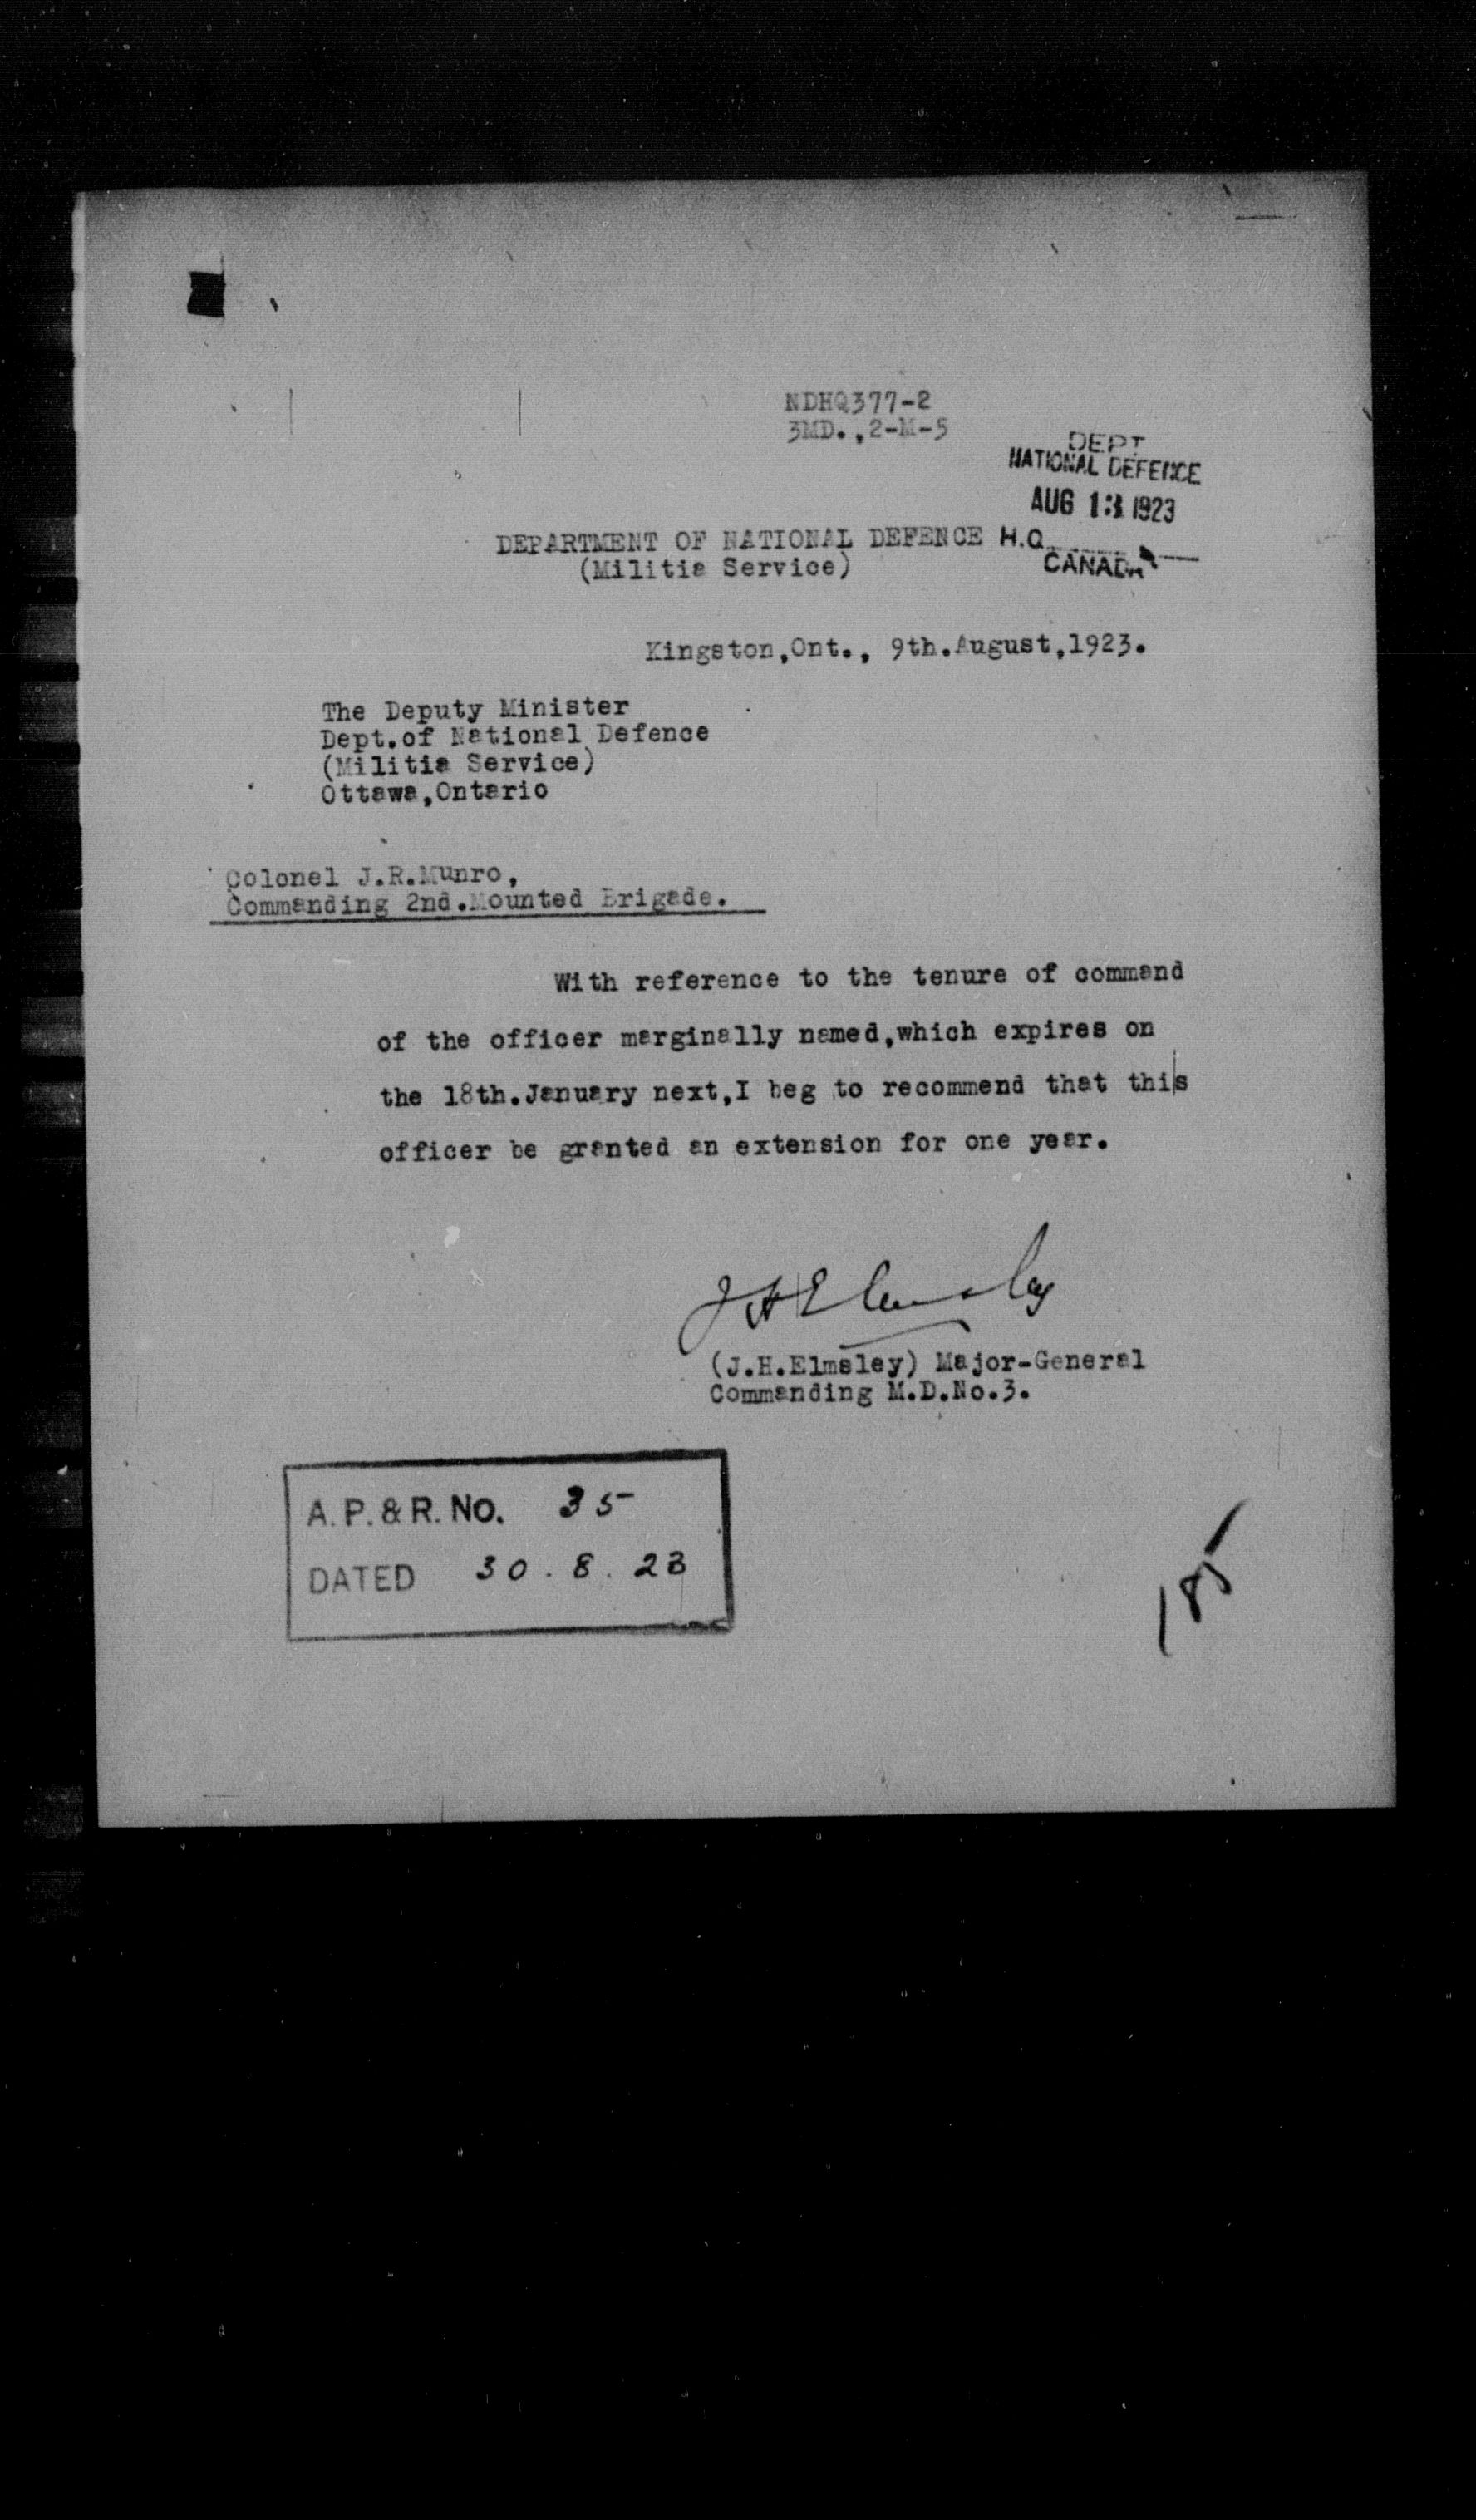 NDHQ377-2
3MD.,2-M-5
DEPT
NATIONAL DEFENCE
AUG 13 1923
H.Q.
CANADA
DEPARTMENT OF NATIONAL DEFENCE
(Militia Service)
Kingston,Ont., 9th.August,1923.
The Deputy Minister
Dept.of National Defence
(Militia Service)
Ottawa,Ontario
Colonel J.R.Munro,
Commanding 2nd.Mounted Brigade.
With reference to the tenure of command
of the officer marginally named,which expires on
the 18th.January next,I beg to recommend that this
officer be granted an extension for one year.
J H Elmsley
(J.H.Elmsley) Major-General
Commanding M.D.No.3.
A. P. & R. NO. 35
DATED 30.8.23
185